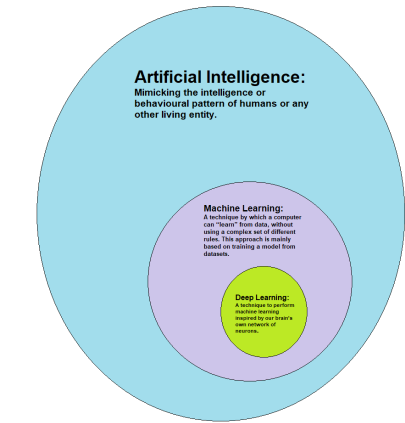 Artificial Intelligence:
Mimicking the intelligence or
behavioural pattern of humans or any
other living entity.
Machine Learning:
A technique by which a computer
can "learn" from data, without
using a complex set of different
rules. This approach is mainly
based on training a model from
datasets.
Deep Learning:
A technique to perform
machine learning
inspired by our brain's
own network of
neurons.